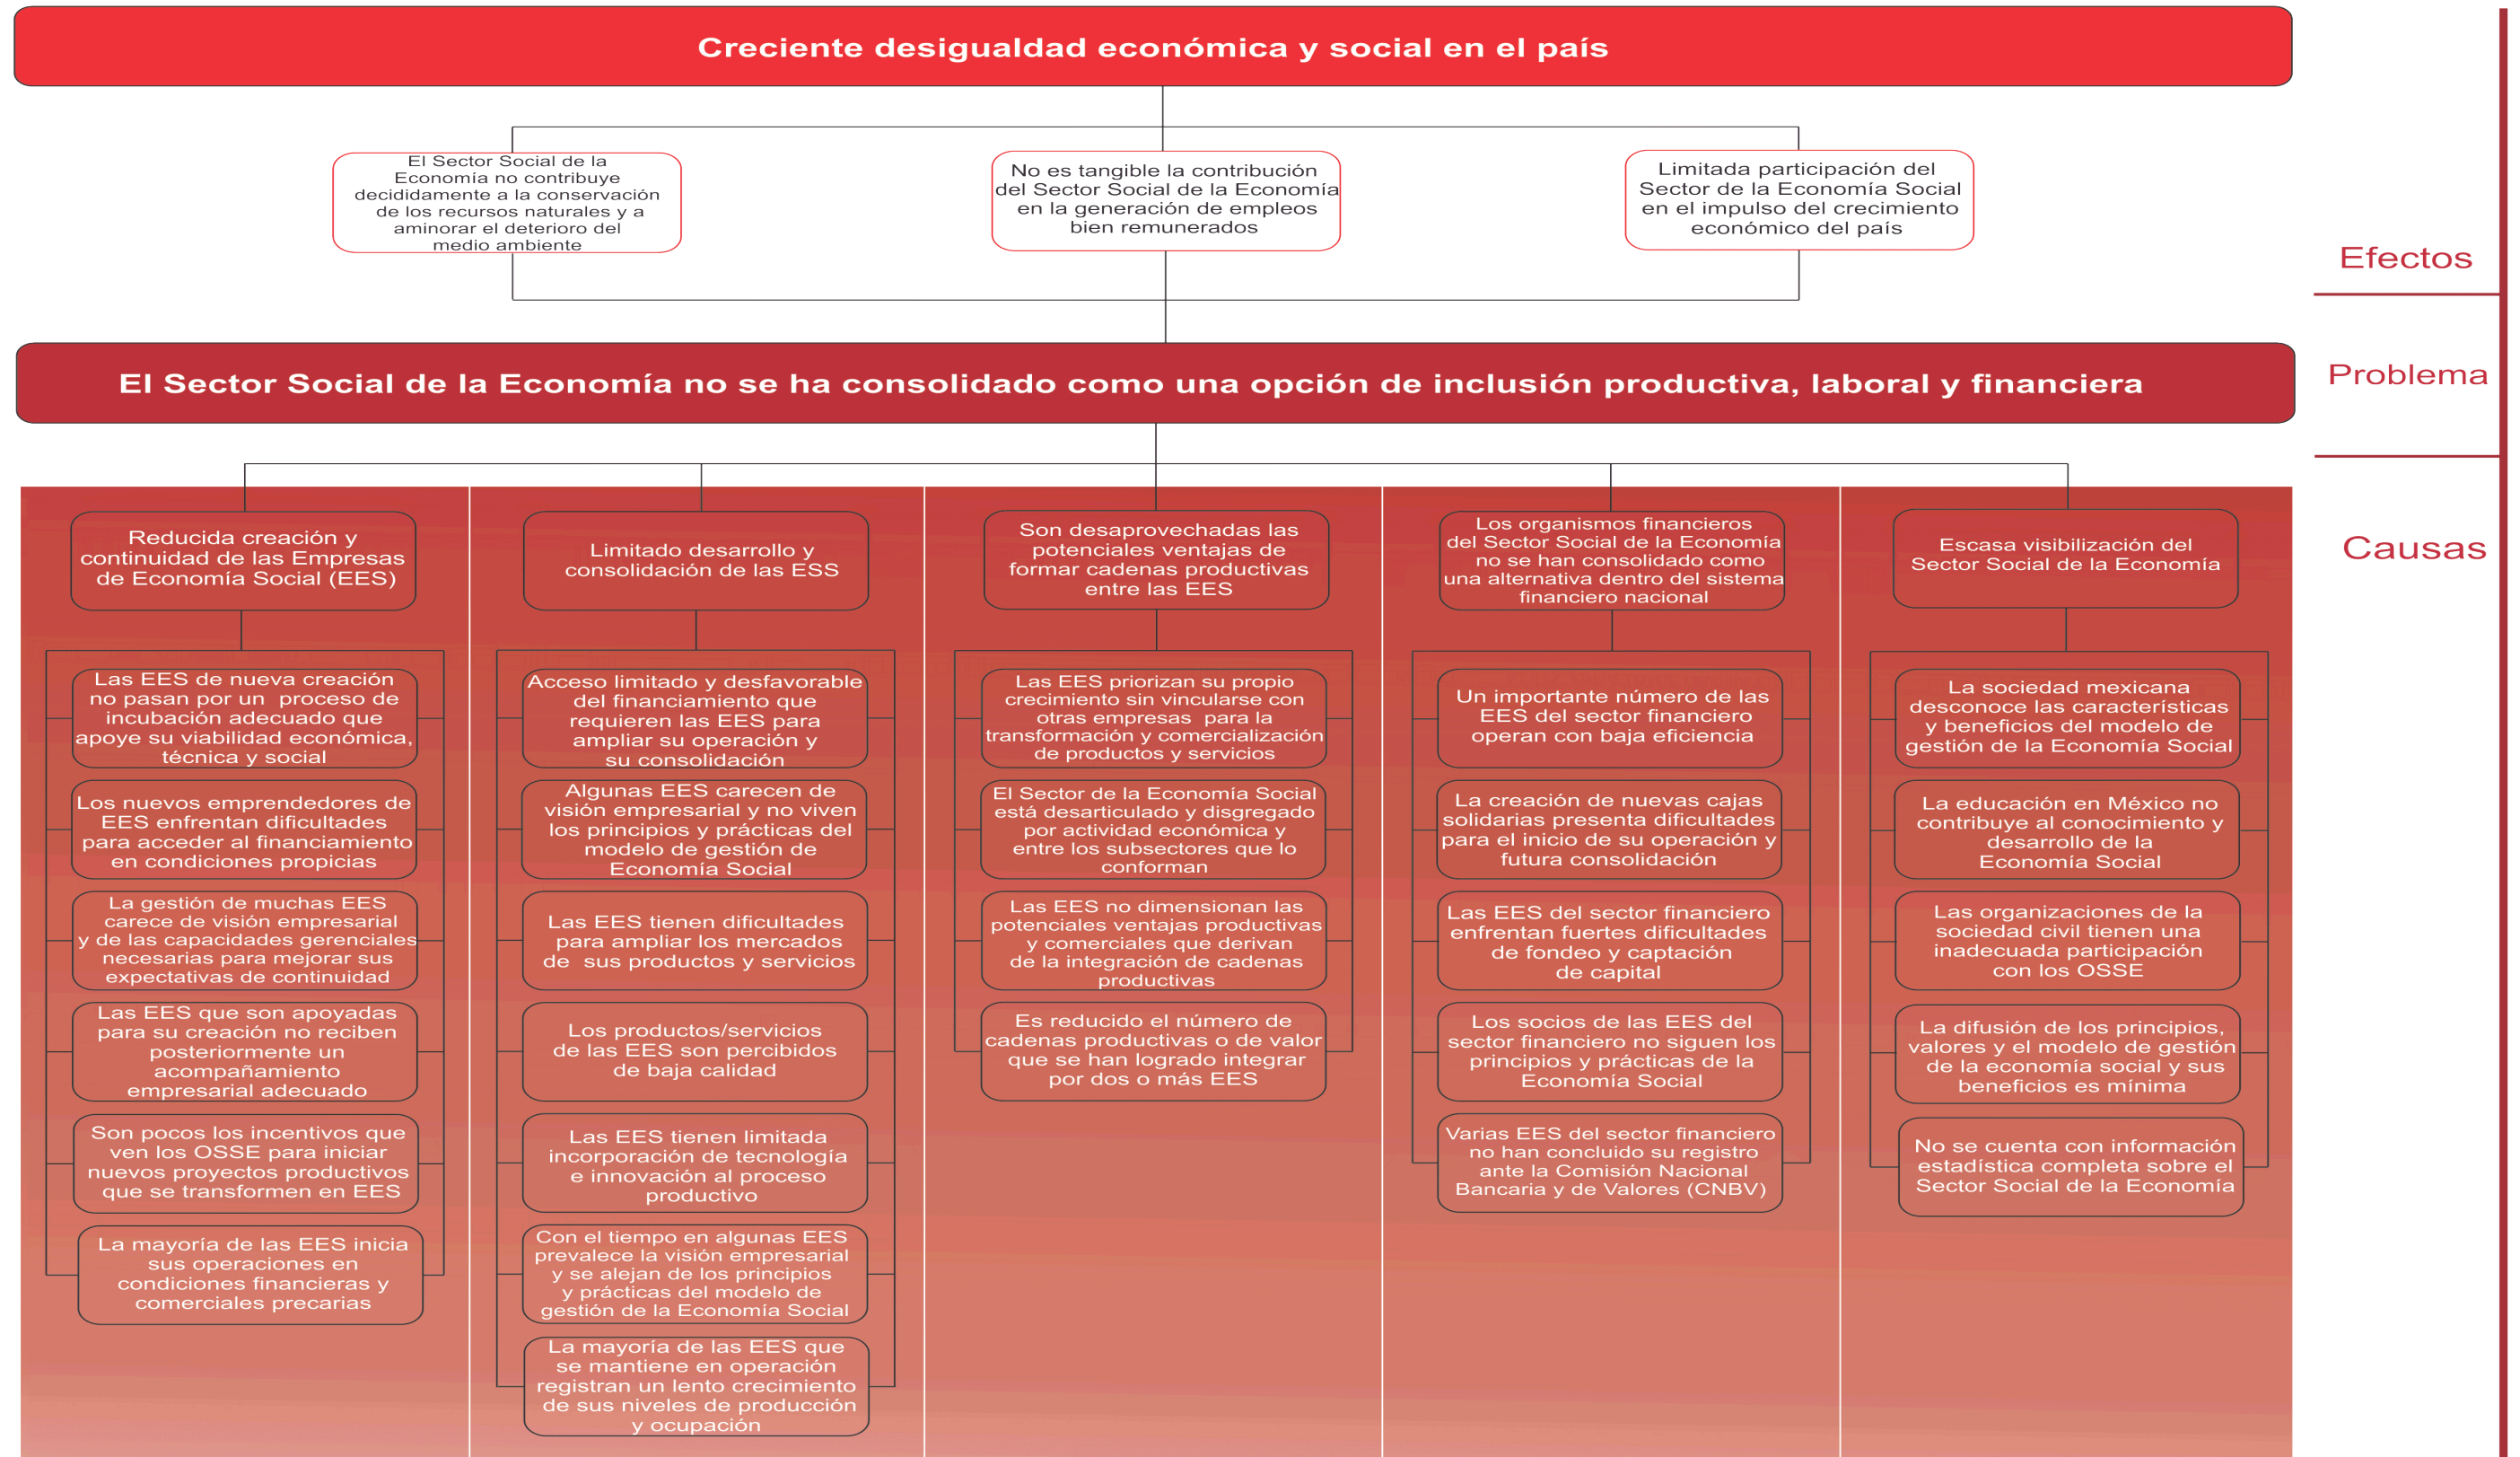 Creciente desigualdad económica y social en el país
El Sector Social de la
Economía no contribuye
decididamente a la conservación
de los recursos naturales y a
aminorar el deterioro del
medio ambiente
No es tangible la contribución
del Sector Social de la Economía
en la generación de empleos
bien remunerados
Limitada participación del
Sector de la Economía Social
en el impulso del crecimiento
económico del país
Efectos
El Sector Social de la Economía no se ha consolidado como una opción de inclusión productiva, laboral y financiera
Problema
Causas
Reducida creación y
continuidad de las Empresas
de Economía Social (EES)
Las EES de nueva creación
no pasan por un proceso de
incubación adecuado que
apoye su viabilidad económica,
técnica y social
Los nuevos emprendedores de
EES enfrentan dificultades
para acceder al financiamiento
en condiciones propicias
La gestión de muchas EES
carece de visión empresarial
y de las capacidades gerenciales
necesarias para mejorar sus
expectativas de continuidad
Las EES que son apoyadas
para su creación no reciben
posteriormente un
acompañamiento
empresarial adecuado
Son pocos los incentivos que
ven los OSSE para iniciar
nuevos proyectos productivos
que se transformen en EES
La mayoría de las EES inicia
sus operaciones en
condiciones financieras y
comerciales precarias
Limitado desarrollo y
consolidación de las ESS
Acceso limitado y desfavorable
del financiamiento que
requieren las EES para
ampliar su operación y
su consolidación
Algunas EES carecen de
visión empresarial y no viven
los principios y prácticas del
modelo de gestión de
Economía Social
Las EES tienen dificultades
para ampliar los mercados
de sus productos y servicios
Los productos/servicios
de las EES son percibidos
de baja calidad
Las EES tienen limitada
incorporación de tecnología
e innovación al proceso
productivo
Con el tiempo en algunas EES
prevalece la visión empresarial
y se alejan de los principios
y prácticas del modelo de
gestión de la Economía Social
La mayoría de las EES que
se mantiene en operación
registran un lento crecimiento
de sus niveles de producción
y ocupación
Son desaprovechadas las
potenciales ventajas de
formar cadenas productivas
entre las EES
Las EES priorizan su propio
crecimiento sin vincularse con
otras empresas para la
transformación y comercialización
de productos y servicios
El Sector de la Economía Social
está desarticulado y disgregado
por actividad económica y
entre los subsectores que lo
conforman
Las EES no dimensionan las
potenciales ventajas productivas
y comerciales que derivan
de la integración de cadenas
productivas
Es reducido el número de
cadenas productivas o de valor
que se han logrado integrar
por dos o más EES
Los organismos financieros
del Sector Social de la Economía
no se han consolidado como
una alternativa dentro del sistema
financiero nacional
Un importante número de las
EES del sector financiero
operan con baja eficiencia
La creación de nuevas cajas
solidarias presenta dificultades
para el inicio de su operación y
futura consolidación
Las EES del sector financiero
enfrentan fuertes dificultades
de fondeo y captación
de capital
Los socios de las EES del
sector financiero no siguen los
principios y prácticas de la
Economía Social
Varias EES del sector financiero
no han concluido su registro
ante la Comisión Nacional
Bancaria y de Valores (CNBV)
Escasa visibilización del
Sector Social de la Economía
La sociedad mexicana
desconoce las características
y beneficios del modelo de
gestión de la Economía Social
La educación en México no
contribuye al conocimiento y
desarrollo de la
Economía Social
Las organizaciones de la
sociedad civil tienen una
inadecuada participación
con los OSSE
La difusión de los principios,
valores y el modelo de gestión
de la economía social y sus
beneficios es mínima
No se cuenta con información
estadística completa sobre el
Sector Social de la Economía